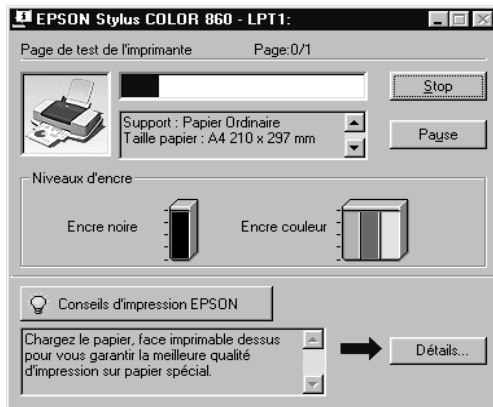 EPSON Stylus COLOR 860 - LPT1:
Page de test de l'imprimante Page:0/1
Stop
Support : Papier Ordinaire
Taille papier : A4 210 x 297 mm
Pause
Niveaux d'encre
Encre noire Encre couleur
Conseils d'impression EPSON
Chargez le papier, face imprimable dessus
pour vous garantir la meilleure qualité
d'impression sur papier spécial.
Détails...